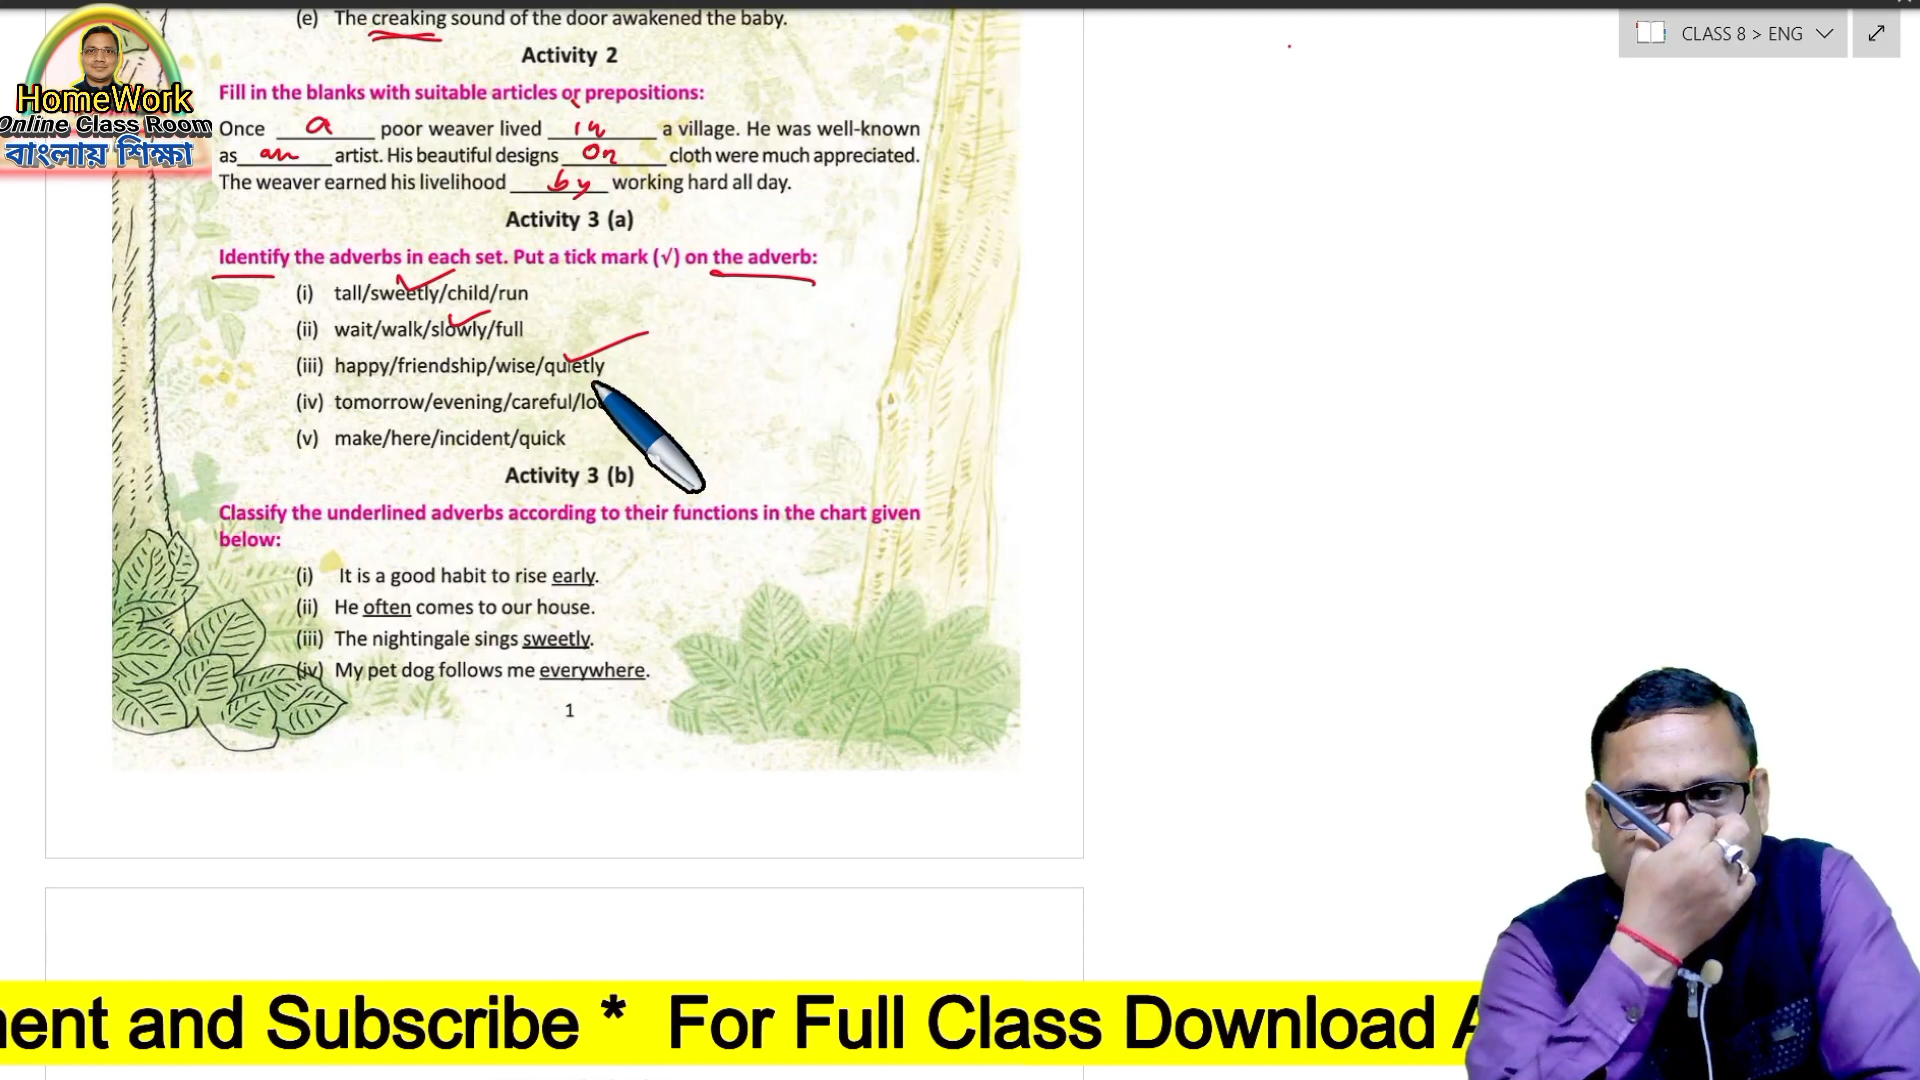 (e) The creaking sound of the door awakened the baby.
Activity 2
Fill in the blanks with suitable articles or prepositions:
Once a poor weaver lived in a village. He was well-known
as an artist. His beautiful designs on cloth were much appreciated.
The weaver earned his livelihood by working hard all day.
Activity 3 (a)
Identify the adverbs in each set. Put a tick mark (√) on the adverb:
(i) tall/sweetly/child/run
(ii) wait/walk/slowly/full
(iii) happy/friendship/wise/quietly
(iv) tomorrow/evening/careful/
(v) make/here/incident/quick
Activity 3 (b)
Classify the underlined adverbs according to their functions in the chart given
below:
(i) It is a good habit to rise early.
(ii) He often comes to our house.
(iii) The nightingale sings sweetly.
(iv) My pet dog follows me everywhere.
1
HomeWork
Online Class Room
বাংলায় শিক্ষা
CLASS 8 > ENG
and Subscribe * For Full Class Download